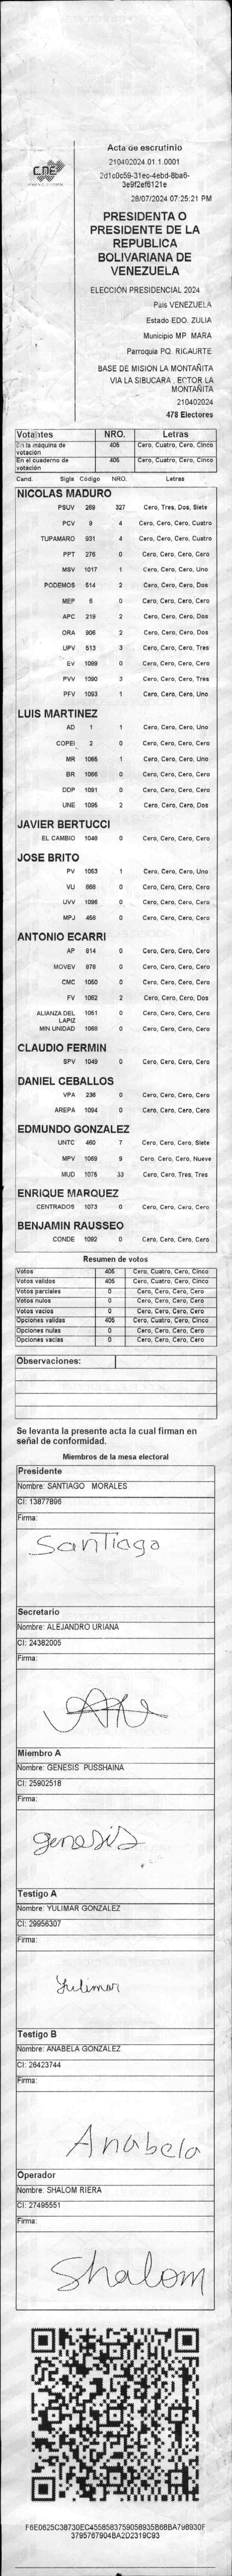 CNE
Acta de escrutinio
210402024.01.1.0001
2d1c0c59-31ec-4ebd-8ba6-
3e9f2ef6121e
28/07/2024 07:25:21 PM
PRESIDENTA O
PRESIDENTE DE LA
REPUBLICA
BOLIVARIANA DE
VENEZUELA
ELECCIÓN PRESIDENCIAL 2024
País VENEZUELA
Estado EDO. ZULIA
Municipio MP. MARA
Parroquia PQ. RICAURTE
BASE DE MISION LA MONTAÑITA
VIA LA SIBUCARA , ECTOR LA
MONTAÑITA
210402024
478 Electores
Votantes NRO. Letras
En la máquina de votación 405 Cero, Cuatro, Cero, Cinco
En el cuaderno de votación 405 Cero, Cuatro, Cero, Cinco
Cand. Sigla Código NRO. Letras
NICOLAS MADURO
PSUV 269 327 Cero, Tres, Dos, Siete
PCV 9 4 Cero, Cero, Cero, Cuatro
TUPAMARO 931 4 Cero, Cero, Cero, Cuatro
PPT 276 0 Cero, Cero, Cero, Cero
MSV 1017 1 Cero, Cero, Cero, Uno
PODEMOS 514 2 Cero, Cero, Cero, Dos
MEP 6 0 Cero, Cero, Cero, Cero
APC 219 2 Cero, Cero, Cero, Dos
ORA 906 2 Cero, Cero, Cero, Dos
UPV 513 3 Cero, Cero, Cero, Tres
EV 1089 0 Cero, Cero, Cero, Cero
PVV 1090 3 Cero, Cero, Cero, Tres
PFV 1093 1 Cero, Cero, Cero, Uno
LUIS MARTINEZ
AD 1 1 Cero, Cero, Cero, Uno
COPEI 2 0 Cero, Cero, Cero, Cero
MR 1065 1 Cero, Cero, Cero, Uno
BR 1066 0 Cero, Cero, Cero, Cero
DDP 1091 0 Cero, Cero, Cero, Cero
UNE 1095 2 Cero, Cero, Cero, Dos
JAVIER BERTUCCI
EL CAMBIO 1048 0 Cero, Cero, Cero, Cero
JOSE BRITO
PV 1053 1 Cero, Cero, Cero, Uno
VU 868 0 Cero, Cero, Cero, Cero
UVV 1096 0 Cero, Cero, Cero, Cero
MPJ 458 0 Cero, Cero, Cero, Cero
ANTONIO ECARRI
AP 814 0 Cero, Cero, Cero, Cero
MOVEV 878 0 Cero, Cero, Cero, Cero
CMC 1050 0 Cero, Cero, Cero, Cero
FV 1062 2 Cero, Cero, Cero, Dos
ALIANZA DEL LAPIZ 1051 0 Cero, Cero, Cero, Cero
MIN UNIDAD 1068 0 Cero, Cero, Cero, Cero
CLAUDIO FERMIN
SPV 1049 0 Cero, Cero, Cero, Cero
DANIEL CEBALLOS
VPA 236 0 Cero, Cero, Cero, Cero
AREPA 1094 0 Cero, Cero, Cero, Cero
EDMUNDO GONZALEZ
UNTC 460 7 Cero, Cero, Cero, Siete
MPV 1069 9 Cero, Cero, Cero, Nueve
MUD 1075 33 Cero, Cero, Tres, Tres
ENRIQUE MARQUEZ
CENTRADOS 1073 0 Cero, Cero, Cero, Cero
BENJAMIN RAUSSEO
CONDE 1092 0 Cero, Cero, Cero, Cero
Resumen de votos
Votos 405 Cero, Cuatro, Cero, Cinco
Votos validos 405 Cero, Cuatro, Cero, Cinco
Votos parciales 0 Cero, Cero, Cero, Cero
Votos nulos 0 Cero, Cero, Cero, Cero
Votos vacios 0 Cero, Cero, Cero, Cero
Opciones validas 405 Cero, Cuatro, Cero, Cinco
Opciones nulas 0 Cero, Cero, Cero, Cero
Opciones vacias 0 Cero, Cero, Cero, Cero
Observaciones:
Se levanta la presente acta la cual firman en
señal de conformidad.
Miembros de la mesa electoral
Presidente
Nombre: SANTIAGO MORALES
CI: 13877896
Firma:
Santiago
Secretario
Nombre: ALEJANDRO URIANA
CI: 24382005
Firma:
Miembro A
Nombre: GENESIS PUSSHAINA
CI: 25902518
Firma:
genesis
Testigo A
Nombre: YULIMAR GONZALEZ
CI: 29956307
Firma:
Yulimar
Testigo B
Nombre: ANABELA GONZALEZ
CI: 26423744
Firma:
Anabela
Operador
Nombre: SHALOM RIERA
CI: 27495551
Firma:
Shalom
F6E0625C38730EC4558583759058935B68BA798930F
3795767904BA2D2319C93